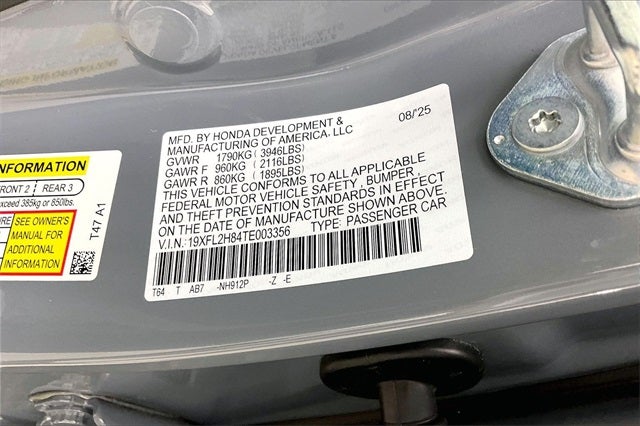 MFD. BY HONDA DEVELOPMENT & 08/'25
MANUFACTURING OF AMERICA, LLC
GVWR 1790KG ( 3946LBS)
GAWR F 960KG ( 2116LBS)
GAWR R 860KG ( 1895LBS)
THIS VEHICLE CONFORMS TO ALL APPLICABLE
FEDERAL MOTOR VEHICLE SAFETY , BUMPER ,
AND THEFT PREVENTION STANDARDS IN EFFECT
ON THE DATE OF MANUFACTURE SHOWN ABOVE.
V.I.N.: 19XFL2H84TE003356 TYPE: PASSENGER CAR
T64 T AB7 -NH912P -Z -E
INFORMATION
FRONT 2 REAR 3
exceed 385kg or 850lbs.
SEE OWNER'S
MANUAL FOR
ADDITIONAL
INFORMATION
T47 A1